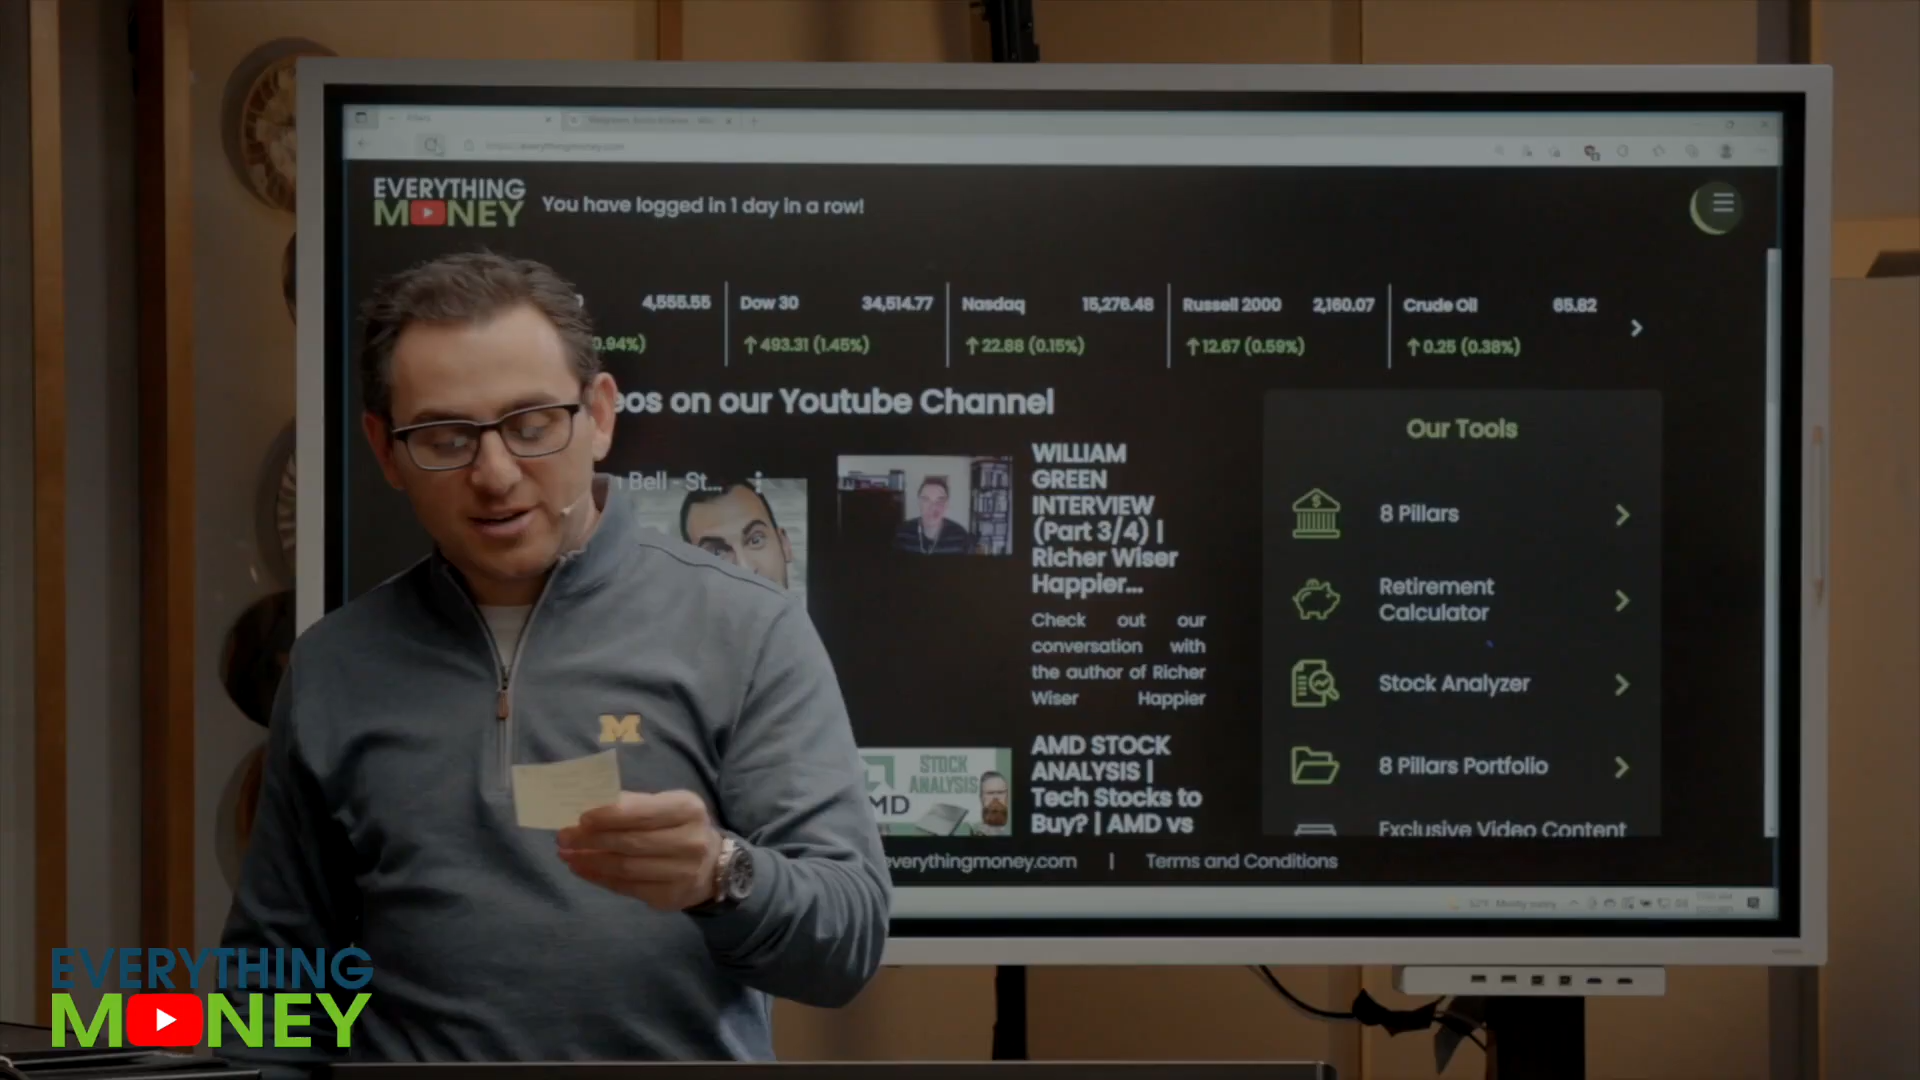 EVERYTHING
MONEY
You have logged in 1 day in a row!
4,555.55
0.94%)
Dow 30 34,514.77
↑ 493.31 (1.45%)
Nasdaq 15,276.48
↑ 22.88 (0.15%)
Russell 2000 2,160.07
↑ 12.67 (0.59%)
Crude Oil 65.82
↑ 0.25 (0.38%)
eos on our Youtube Channel
Bell - St...
WILLIAM
GREEN
INTERVIEW
(Part 3/4) |
Richer Wiser
Happier...
Check out our
conversation with
the author of Richer
Wiser Happier
STOCK
ANALYSIS
MD
AMD STOCK
ANALYSIS |
Tech Stocks to
Buy? | AMD vs
Our Tools
8 Pillars
Retirement
Calculator
Stock Analyzer
8 Pillars Portfolio
Exclusive Video Content
everythingmoney.com | Terms and Conditions
M
EVERYTHING
MONEY